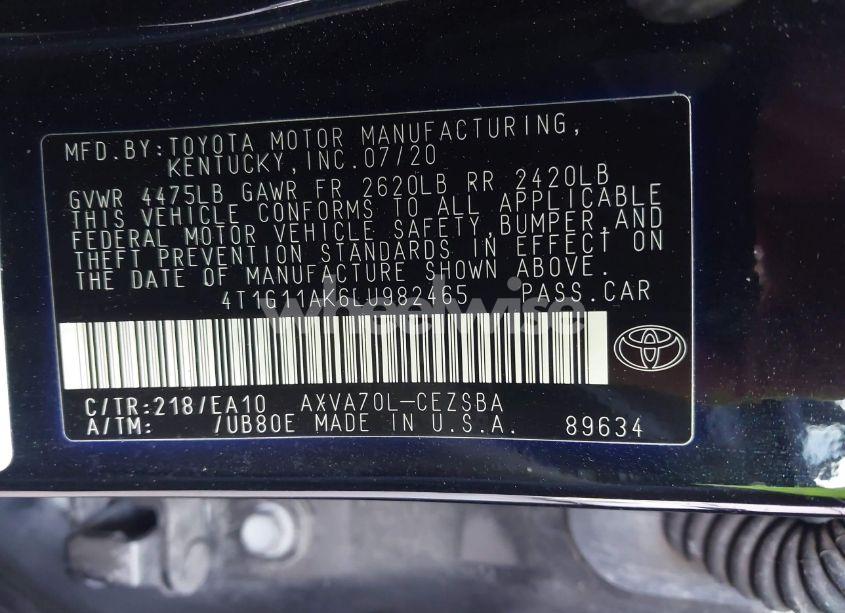 MFD.BY:TOYOTA MOTOR MANUFACTURING,
KENTUCKY,INC.07/20
GVWR 4475LB GAWR FR 2620LB RR 2420LB
THIS VEHICLE CONFORMS TO ALL APPLICABLE
FEDERAL MOTOR VEHICLE SAFETY,BUMPER,AND
THEFT PREVENTION STANDARDS IN EFFECT ON
THE DATE OF MANUFACTURE SHOWN ABOVE.
4T1G11AK6LU982465 PASS.CAR
wheelwise
C/TR:218/EA10 AXVA70L-CEZSBA
A/TM: /UB80E MADE IN U.S.A. 89634